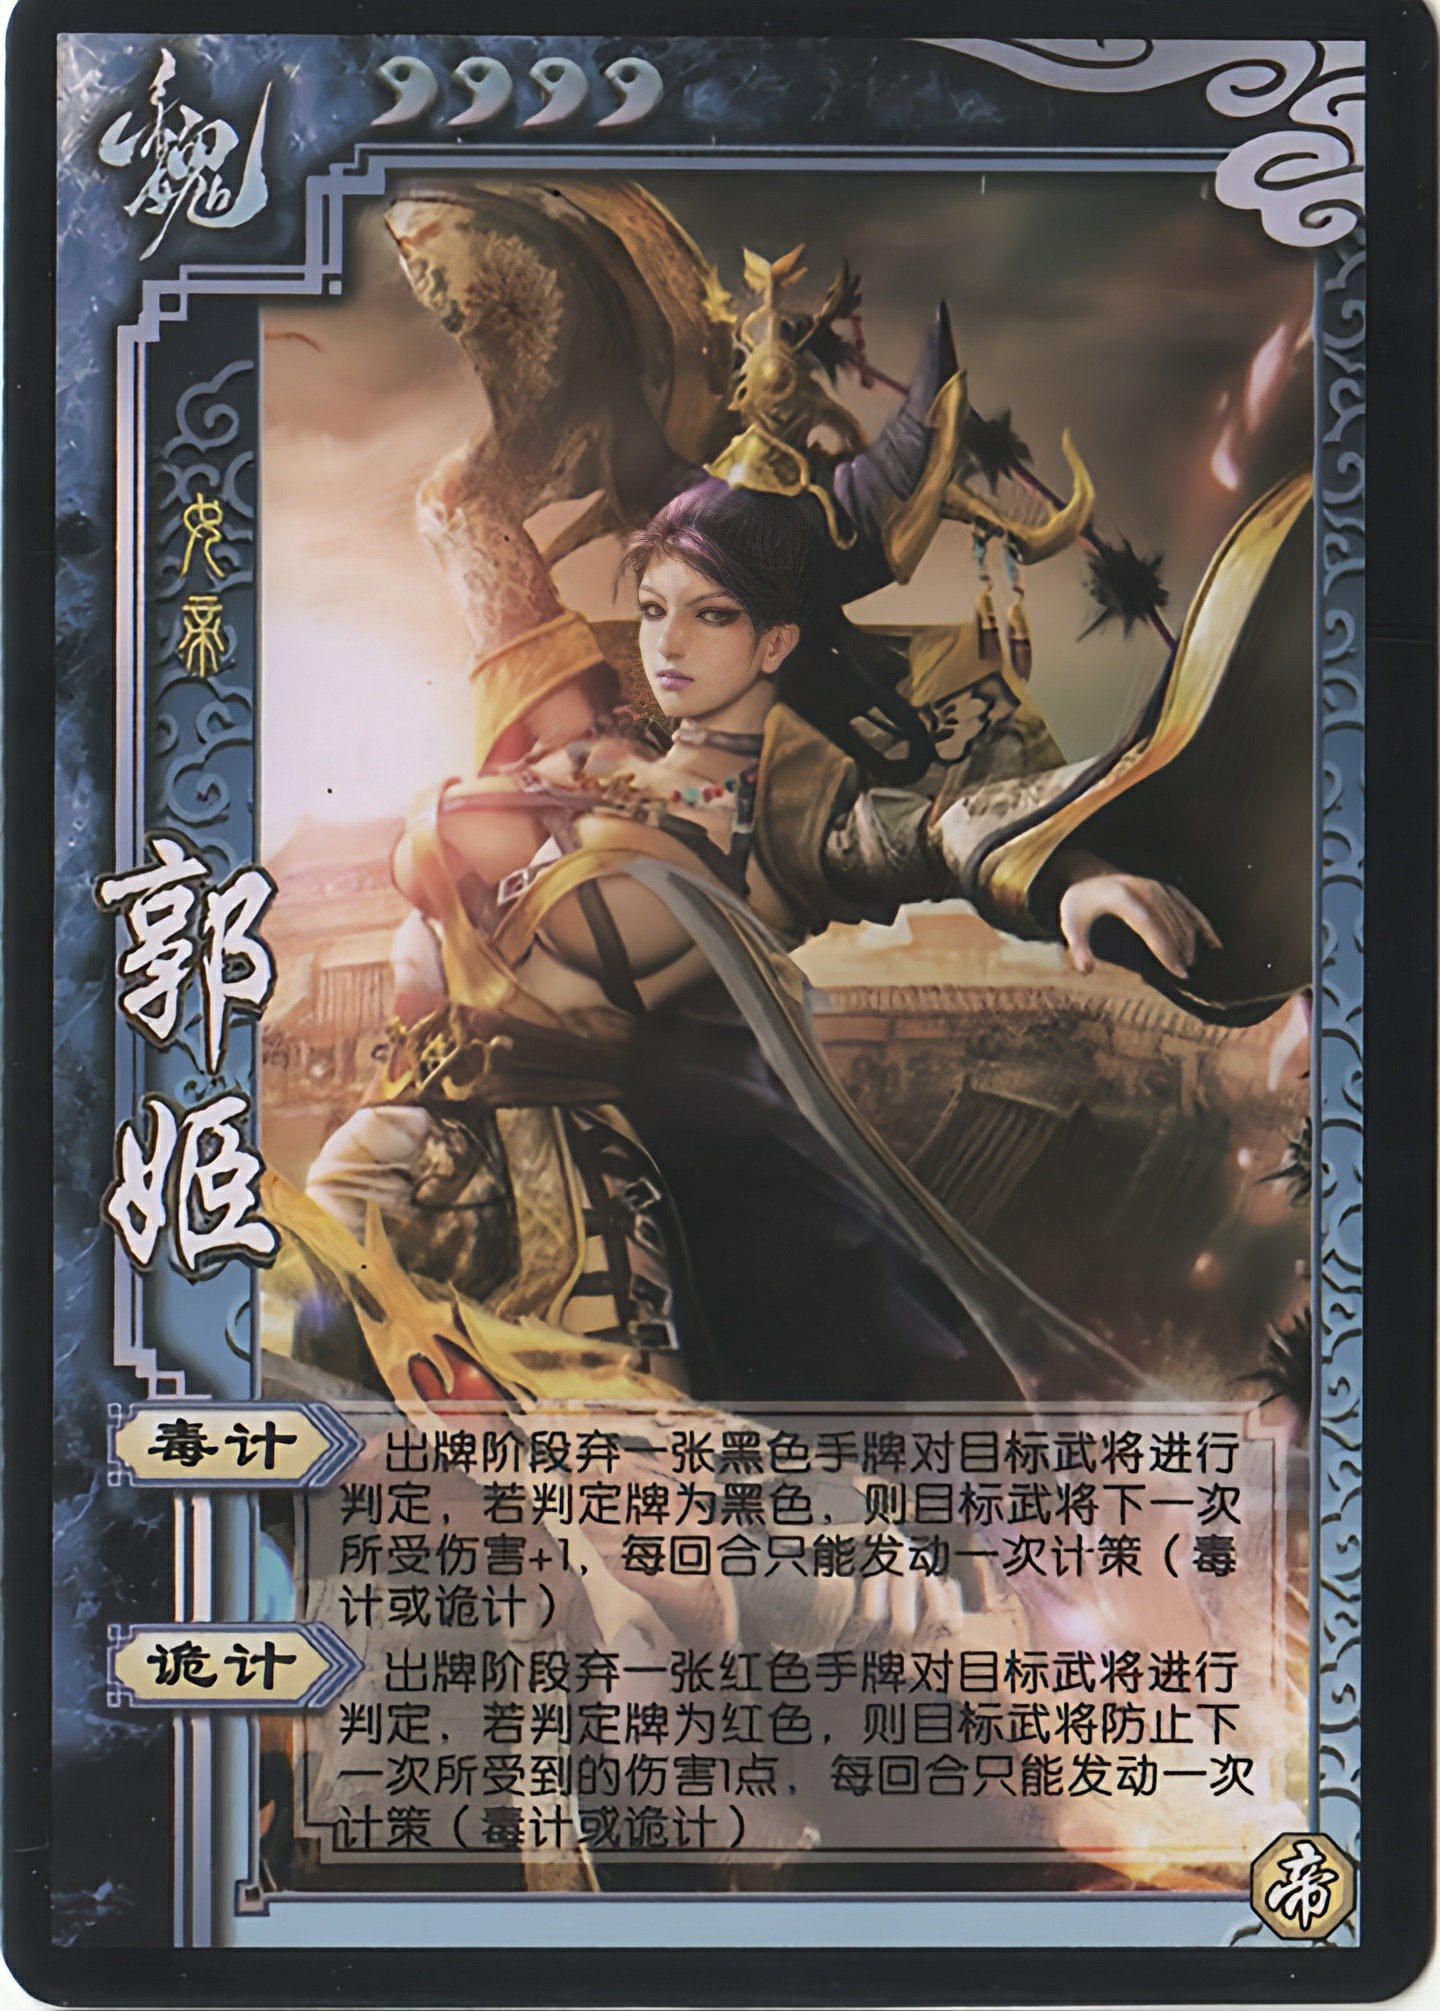 魏
女帝
郭姬
毒计
出牌阶段弃一张黑色手牌对目标武将进行
判定，若判定牌为黑色，则目标武将下一次
所受伤害+1，每回合只能发动一次计策（毒
计或诡计）
诡计
出牌阶段弃一张红色手牌对目标武将进行
判定，若判定牌为红色，则目标武将防止下
一次所受到的伤害1点，每回合只能发动一次
计策（毒计或诡计）
帝